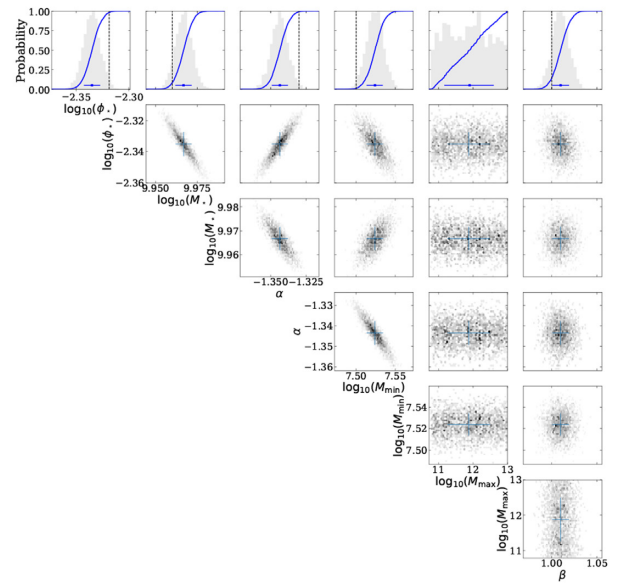 Probability
1.00
0.75
0.50
0.25
0.00
−2.35
−2.30
log₁₀(ϕ⋆)
log₁₀(ϕ⋆)
−2.32
−2.34
−2.36
9.950
9.975
log₁₀(M⋆)
log₁₀(M⋆)
9.98
9.97
9.96
−1.350
−1.325
α
α
−1.33
−1.34
−1.35
−1.36
7.50
7.55
log₁₀(Mmin)
log₁₀(Mmin)
7.54
7.52
7.50
11
12
13
log₁₀(Mmax)
log₁₀(Mmax)
13
12
11
1.00
1.05
β